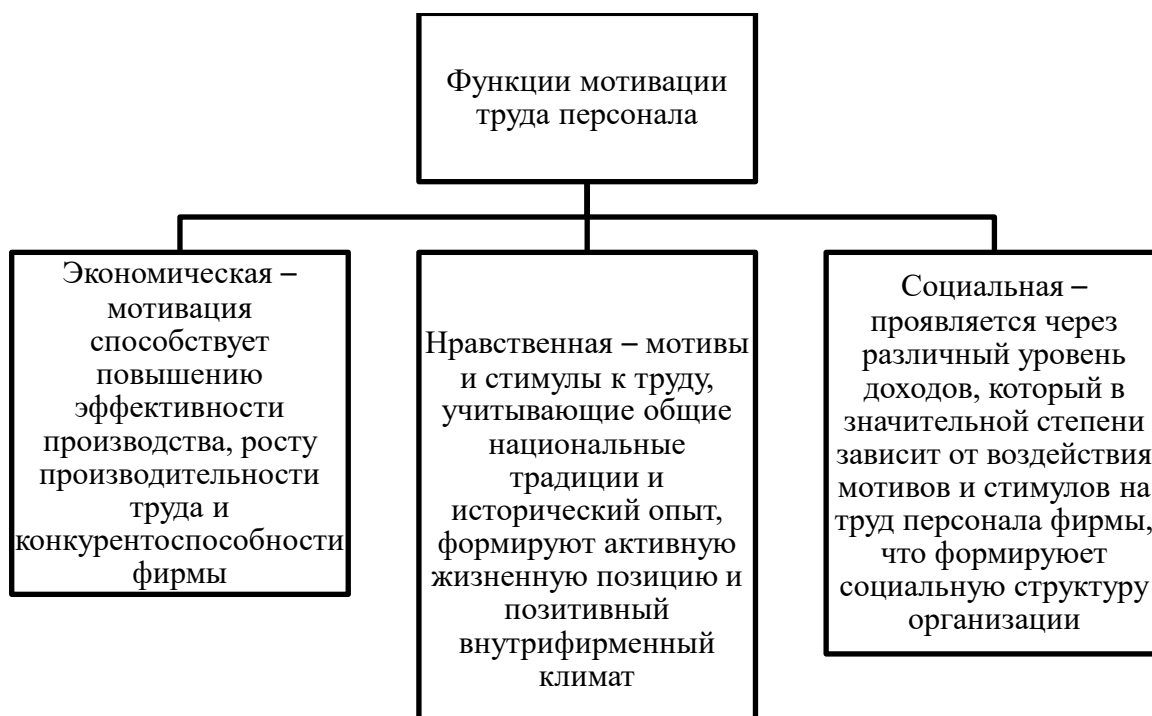 Функции мотивации
труда персонала
Экономическая –
мотивация
способствует
повышению
эффективности
производства, росту
производительности
труда и
конкурентоспособности
фирмы
Нравственная – мотивы
и стимулы к труду,
учитывающие общие
национальные
традиции и
исторический опыт,
формируют активную
жизненную позицию и
позитивный
внутрифирменный
климат
Социальная –
проявляется через
различный уровень
доходов, который в
значительной степени
зависит от воздействия
мотивов и стимулов на
труд персонала фирмы,
что формируюет
социальную структуру
организации